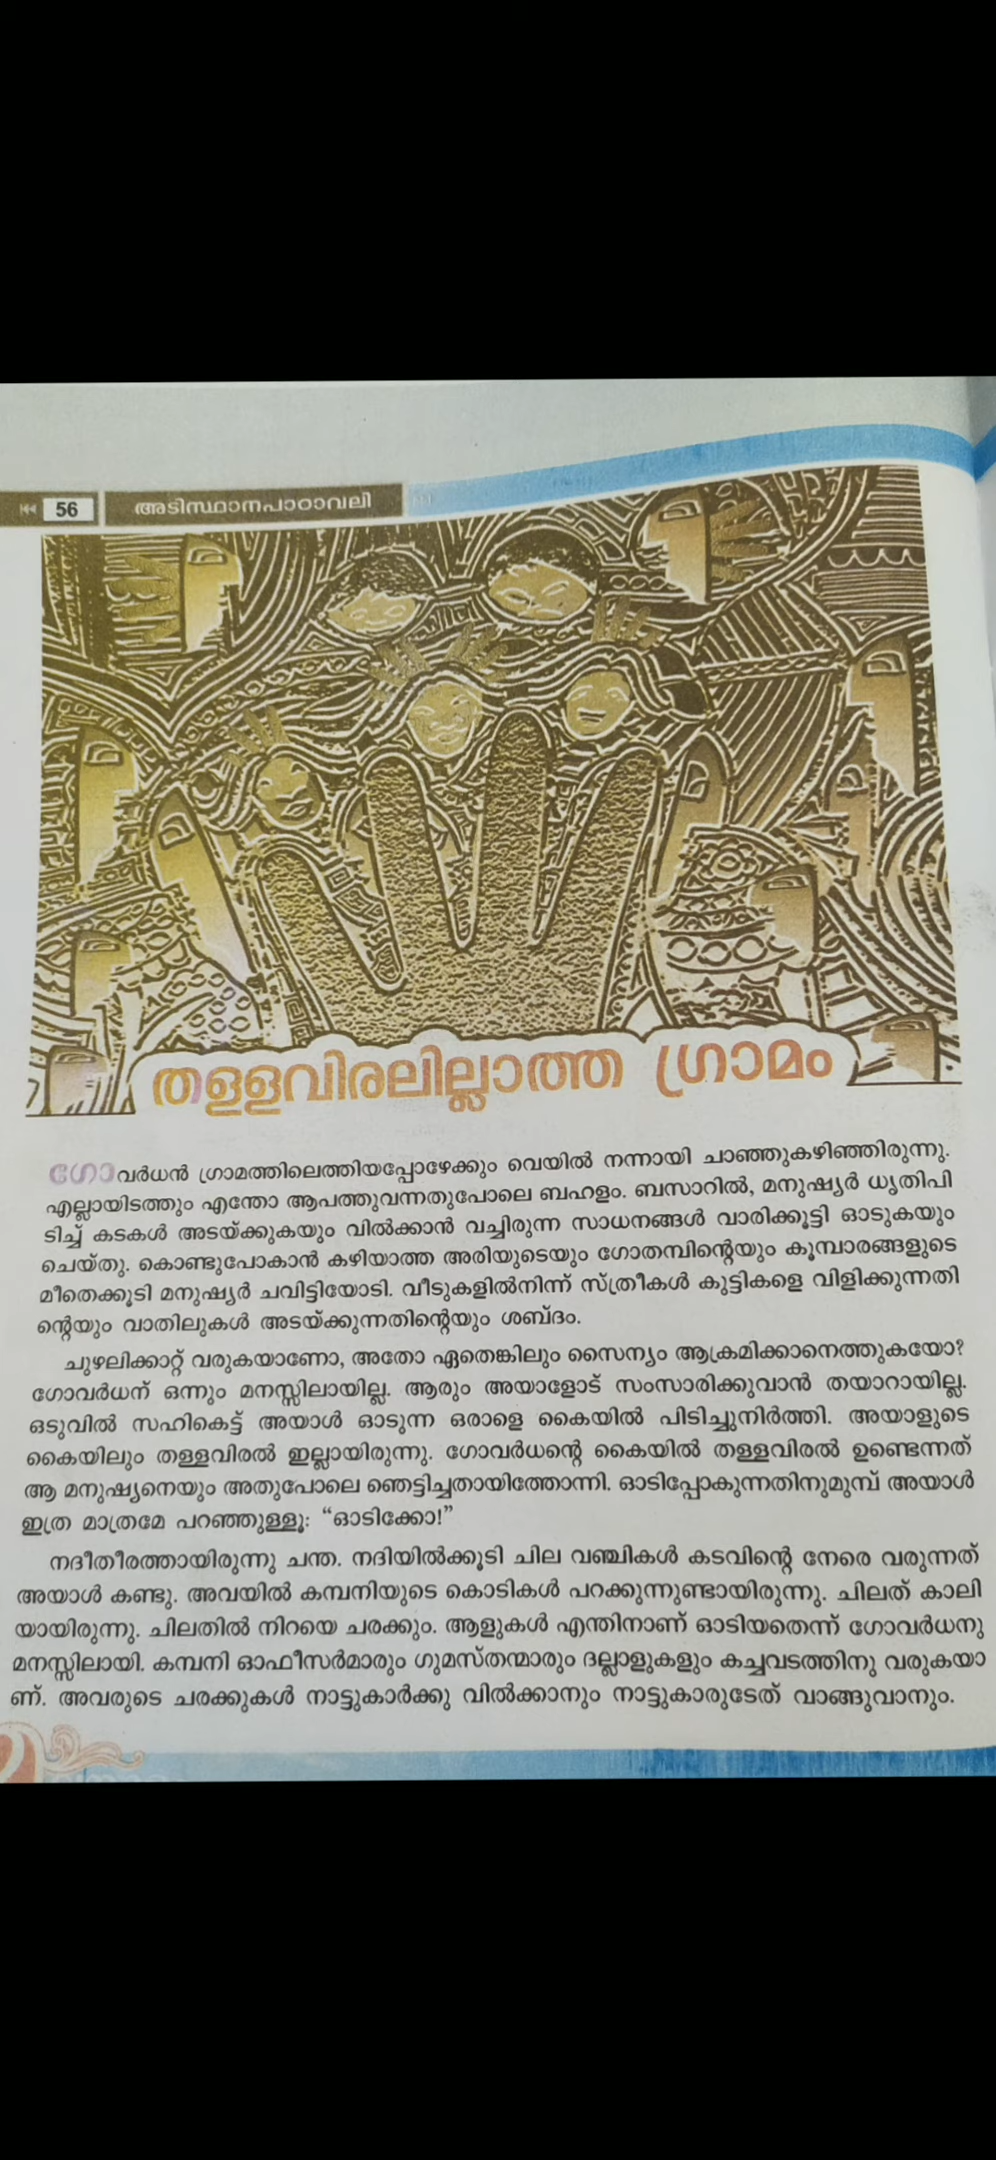 56
അടിസ്ഥാനപാഠാവലി
തള്ളവിരലില്ലാത്ത ഗ്രാമം
ഗോവർധൻ ഗ്രാമത്തിലെത്തിയപ്പോഴേക്കും വെയിൽ നന്നായി ചാഞ്ഞുകഴിഞ്ഞിരുന്നു.
എല്ലായിടത്തും എന്തോ ആപത്തുവന്നതുപോലെ ബഹളം. ബസാറിൽ, മനുഷ്യർ ധൃതിപി
ടിച്ച് കടകൾ അടയ്ക്കുകയും വിൽക്കാൻ വച്ചിരുന്ന സാധനങ്ങൾ വാരിക്കൂട്ടി ഓടുകയും
ചെയ്തു. കൊണ്ടുപോകാൻ കഴിയാത്ത അരിയുടെയും ഗോതമ്പിന്റെയും കൂമ്പാരങ്ങളുടെ
മീതെക്കൂടി മനുഷ്യർ ചവിട്ടിയോടി. വീടുകളിൽനിന്ന് സ്ത്രീകൾ കുട്ടികളെ വിളിക്കുന്നതി
ന്റെയും വാതിലുകൾ അടയ്ക്കുന്നതിന്റെയും ശബ്ദം.
ചുഴലിക്കാറ്റ് വരുകയാണോ, അതോ ഏതെങ്കിലും സൈന്യം ആക്രമിക്കാനെത്തുകയോ?
ഗോവർധന് ഒന്നും മനസ്സിലായില്ല. ആരും അയാളോട് സംസാരിക്കുവാൻ തയാറായില്ല.
ഒടുവിൽ സഹികെട്ട് അയാൾ ഓടുന്ന ഒരാളെ കൈയിൽ പിടിച്ചുനിർത്തി. അയാളുടെ
കൈയിലും തള്ളവിരൽ ഇല്ലായിരുന്നു. ഗോവർധന്റെ കൈയിൽ തള്ളവിരൽ ഉണ്ടെന്നത്
ആ മനുഷ്യനെയും അതുപോലെ ഞെട്ടിച്ചതായിത്തോന്നി. ഓടിപ്പോകുന്നതിനുമുമ്പ് അയാൾ
ഇത്ര മാത്രമേ പറഞ്ഞുള്ളൂ: “ഓടിക്കോ!”
നദീതീരത്തായിരുന്നു ചന്ത. നദിയിൽക്കൂടി ചില വഞ്ചികൾ കടവിന്റെ നേരെ വരുന്നത്
അയാൾ കണ്ടു. അവയിൽ കമ്പനിയുടെ കൊടികൾ പറക്കുന്നുണ്ടായിരുന്നു. ചിലത് കാലി
യായിരുന്നു. ചിലതിൽ നിറയെ ചരക്കും. ആളുകൾ എന്തിനാണ് ഓടിയതെന്ന് ഗോവർധനു
മനസ്സിലായി. കമ്പനി ഓഫീസർമാരും ഗുമസ്തന്മാരും ദല്ലാളുകളും കച്ചവടത്തിനു വരുകയാ
ണ്. അവരുടെ ചരക്കുകൾ നാട്ടുകാർക്കു വിൽക്കാനും നാട്ടുകാരുടേത് വാങ്ങുവാനും.